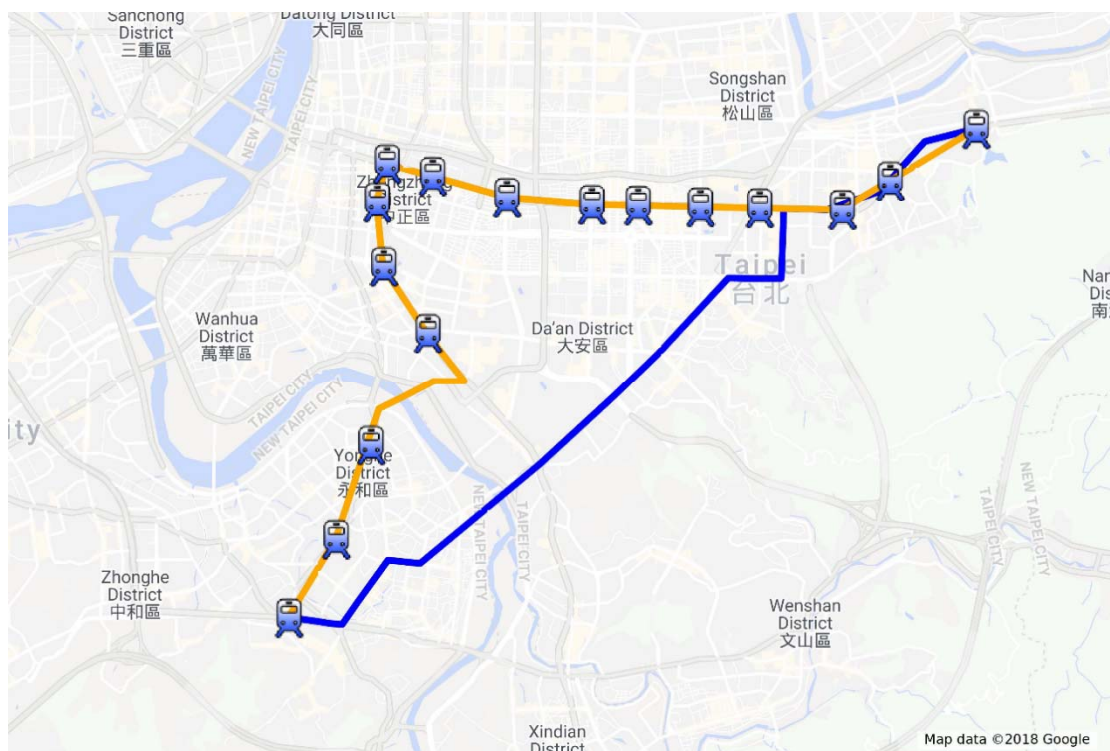 Sanchong
District
三重區
Datong District
大同區
Songshan
District
松山區
NEW TAIPEI CITY
TAIPEI CITY
District
中正區
Taipei
台北
Wanhua
District
萬華區
Da'an District
大安區
TAIPEI CITY
NEW TAIPEI CITY
ity
District
永和區
NEW TAIPEI CITY
TAIPEI CITY
TAIPEI CITY
NEW TAIPEI CITY
Zhonghe
District
中和區
Wenshan
District
文山區
Xindian
District
Map data ©2018 Google